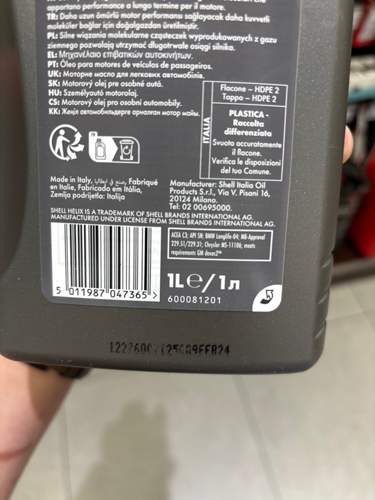 apportano performance a lungo termine per il motore.
TR: Daha uzun ömürlü motor performansı sağlayacak daha kuvvetli
moleküler bağlar için doğalgazdan üretilmiştir.
PL: Silne wiązania molekularne cząsteczek wyprodukowanych z gazu
ziemnego pozwalają utrzymać długotrwałe osiągi silnika.
EL: Μηχανέλαιο επιβατικών αυτοκινήτων.
PT: Óleo para motores de veículos de passageiros.
UK: Моторне масло для легкових автомобілів.
SK: Motorový olej pre osobné autá.
HU: Személyautó motorolaj.
CS: Motorový olej pro osobní automobily.
KK: Жеңіл автомобильдерге арналған мотор майы.
ITALIA
Flacone - HDPE 2
Tappo - HDPE 2
PLASTICA -
Raccolta
differenziata
Svuota accuratamente
il flacone.
Verifica le disposizioni
del tuo Comune.
Made in Italy, صنع في إيطاليا, Fabriqué
en Italie, Fabricado em Itália,
Zemlja podrijetla: Italija
Manufacturer: Shell Italia Oil
Products S.r.l., Via V. Pisani 16,
20124 Milano.
Tel: 02 00695000.
SHELL HELIX IS A TRADEMARK OF SHELL BRANDS INTERNATIONAL AG.
MANUFACTURED UNDER LICENSE FROM SHELL BRANDS INTERNATIONAL AG.
ACEA C3; API SN; BMW Longlife-04; MB-Approval
229.51/229.31; Chrysler MS-11106; meets
requirements GM dexos2™
1L e/1л
600081201
5 011987 047365 >